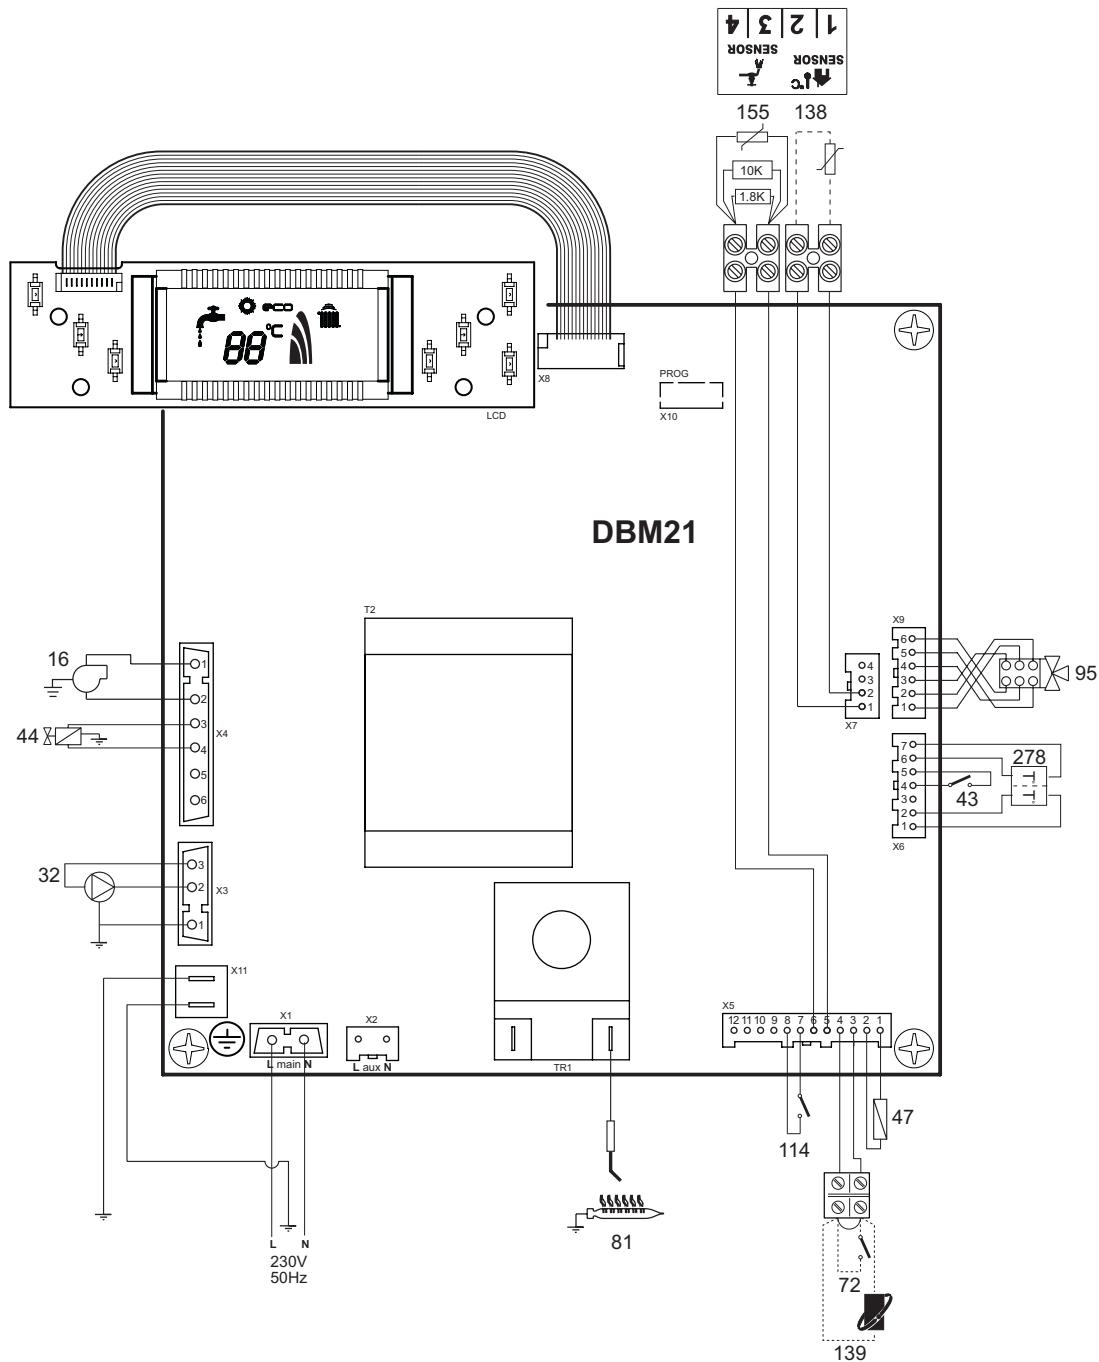 1 | 2 | 3 | 4
SENSOR
SENSOR
°C
155
138
10K
1.8K
eco
88 °C
X8
LCD
PROG
X10
DBM21
T2
X9
6
5
4
3
2
1
95
16
1
2
3
4
5
6
X4
44
4
3
2
1
X7
7
6
5
4
3
2
1
X6
278
43
32
3
2
1
X3
X11
X1
L main N
X2
L aux N
TR1
X5
12 11 10 9 8 7 6 5 4 3 2 1
47
114
81
L N
230V
50Hz
72
139